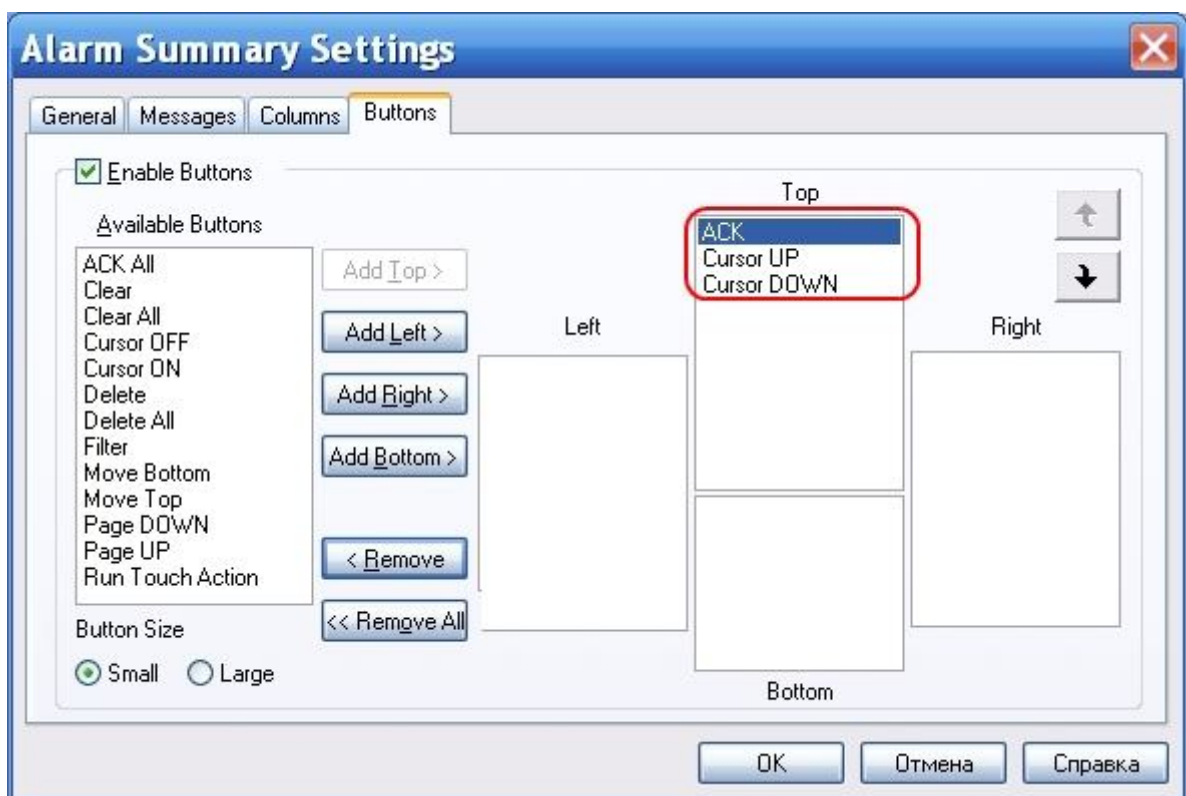 Alarm Summary Settings
General
Messages
Columns
Buttons
Enable Buttons
Available Buttons
ACK All
Clear
Clear All
Cursor OFF
Cursor ON
Delete
Delete All
Filter
Move Bottom
Move Top
Page DOWN
Page UP
Run Touch Action
Button Size
Small
Large
Add Top >
Add Left >
Add Right >
Add Bottom >
< Remove
<< Remove All
Left
Top
ACK
Cursor UP
Cursor DOWN
Bottom
Right
OK
Отмена
Справка